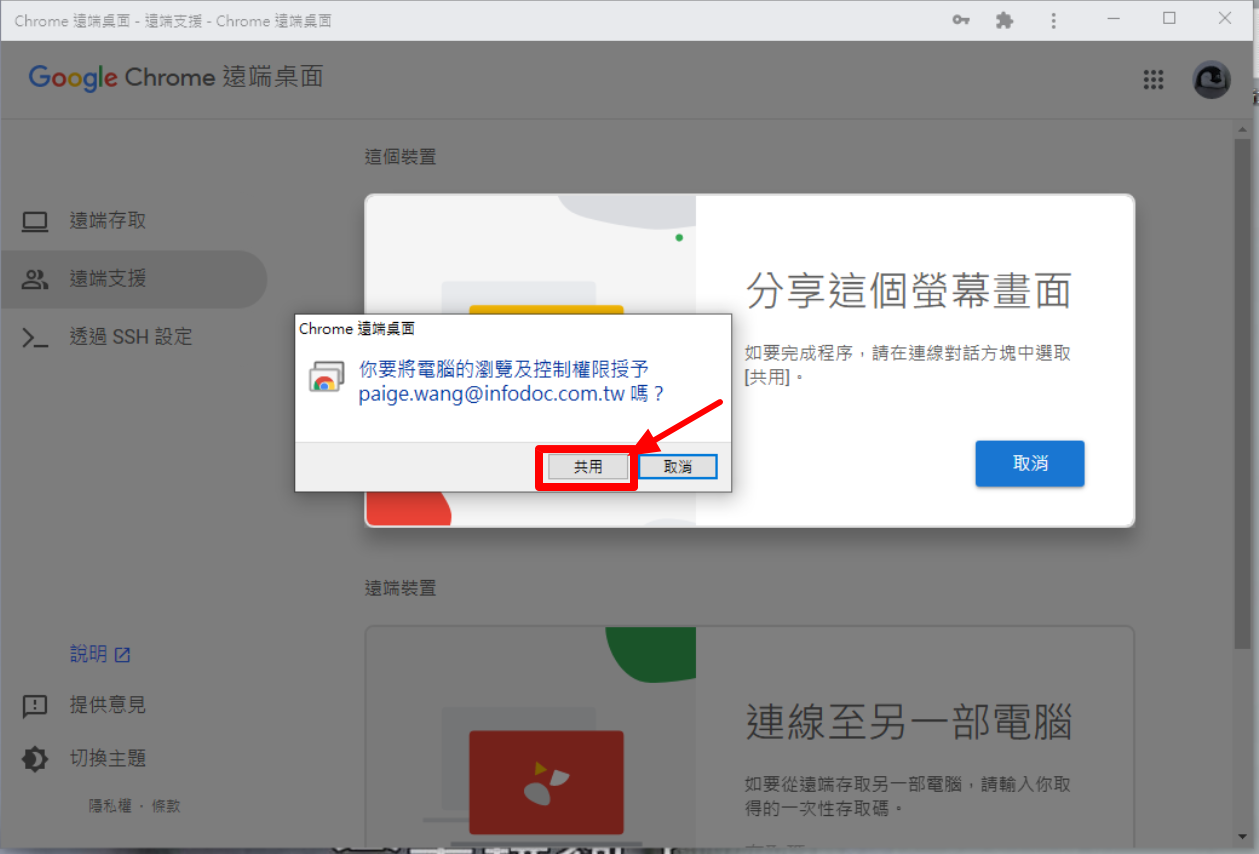 Chrome 遠端桌面 - 遠端支援 - Chrome 遠端桌面
Google Chrome 遠端桌面
這個裝置
遠端存取
遠端支援
透過 SSH 設定
分享這個螢幕畫面
如要完成程序，請在連線對話方塊中選取
[共用]。
取消
Chrome 遠端桌面
你要將電腦的瀏覽及控制權限授予
paige.wang@infodoc.com.tw 嗎？
共用
取消
遠端裝置
說明
提供意見
切換主題
隱私權・條款
連線至另一部電腦
如要從遠端存取另一部電腦，請輸入你取
得的一次性存取碼。